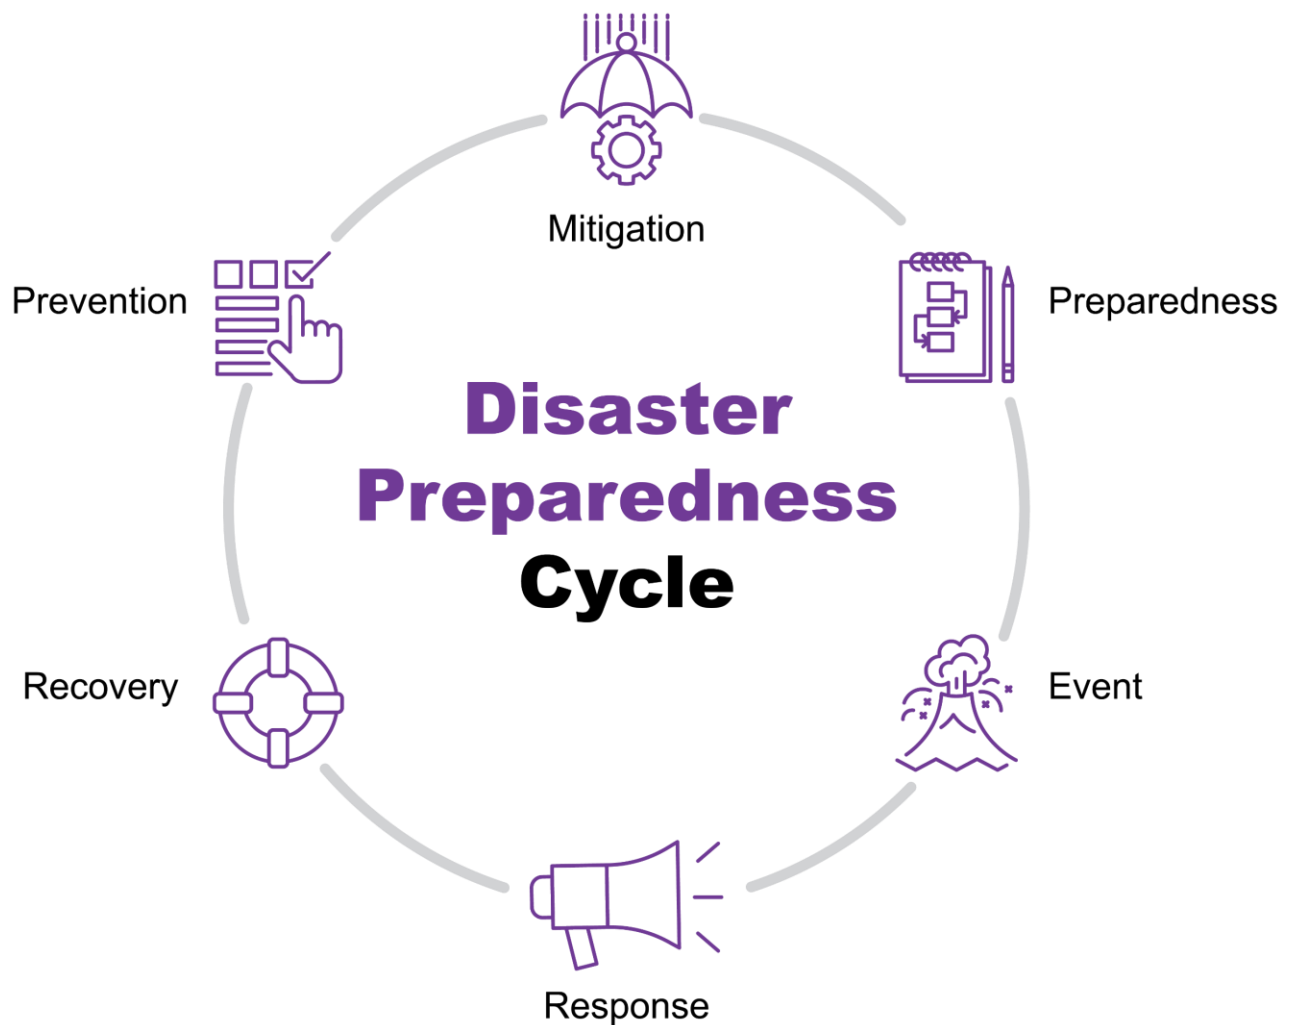 Mitigation
Prevention
Preparedness
Disaster
Preparedness
Cycle
Recovery
Event
Response